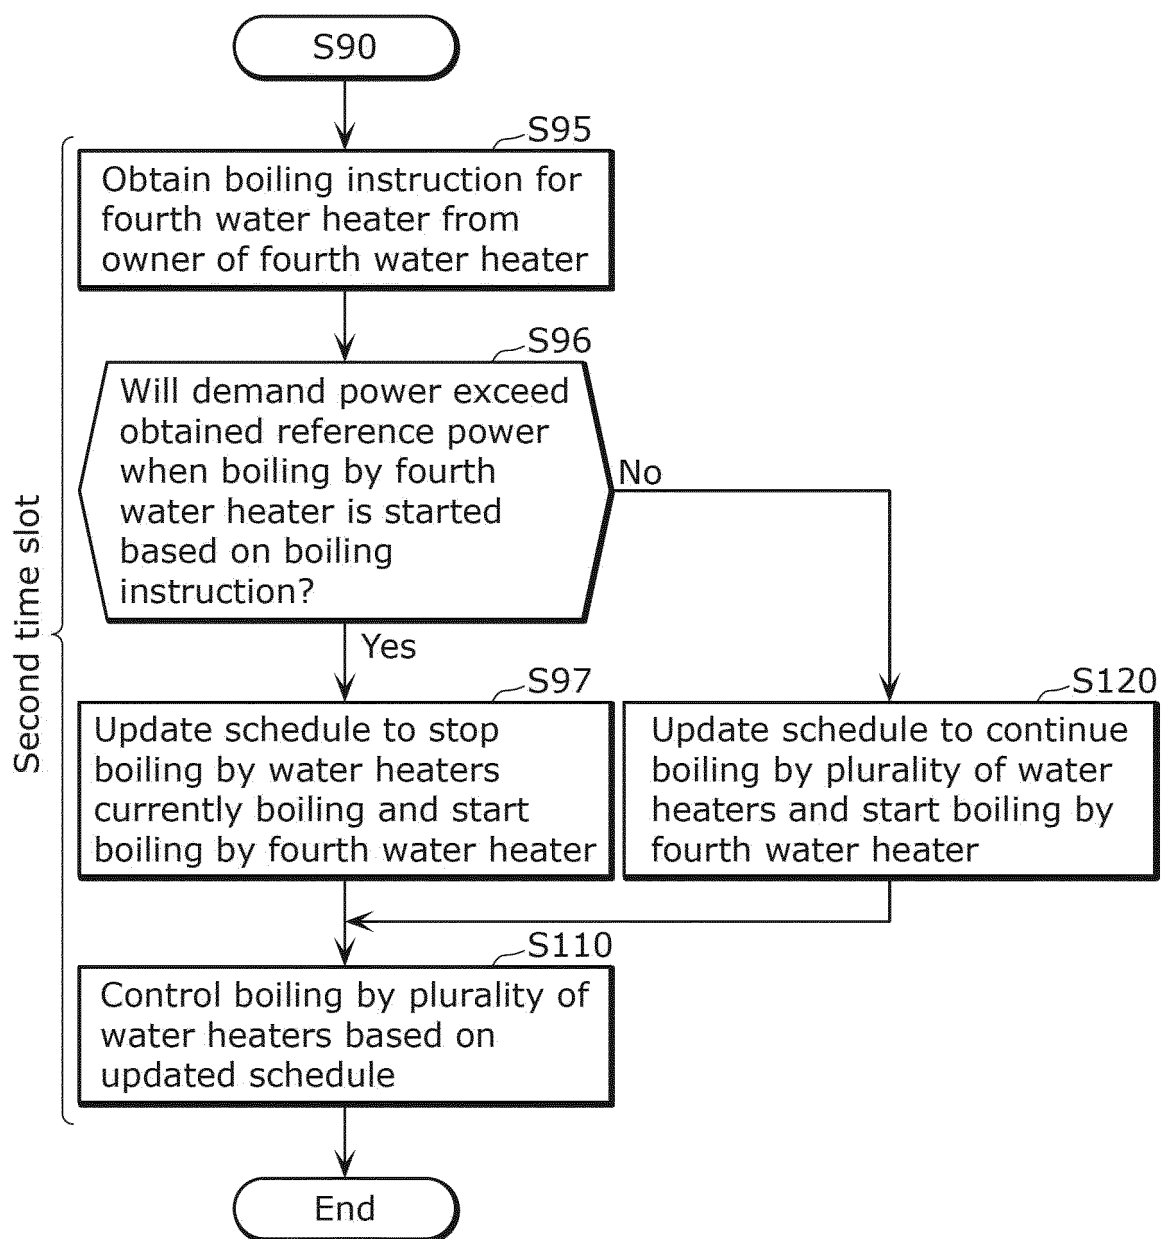 S90
S95
Obtain boiling instruction for
fourth water heater from
owner of fourth water heater
S96
Will demand power exceed
obtained reference power
when boiling by fourth
water heater is started
based on boiling
instruction?
No
Yes
Second time slot
S97
Update schedule to stop
boiling by water heaters
currently boiling and start
boiling by fourth water heater
S120
Update schedule to continue
boiling by plurality of water
heaters and start boiling by
fourth water heater
S110
Control boiling by plurality of
water heaters based on
updated schedule
End